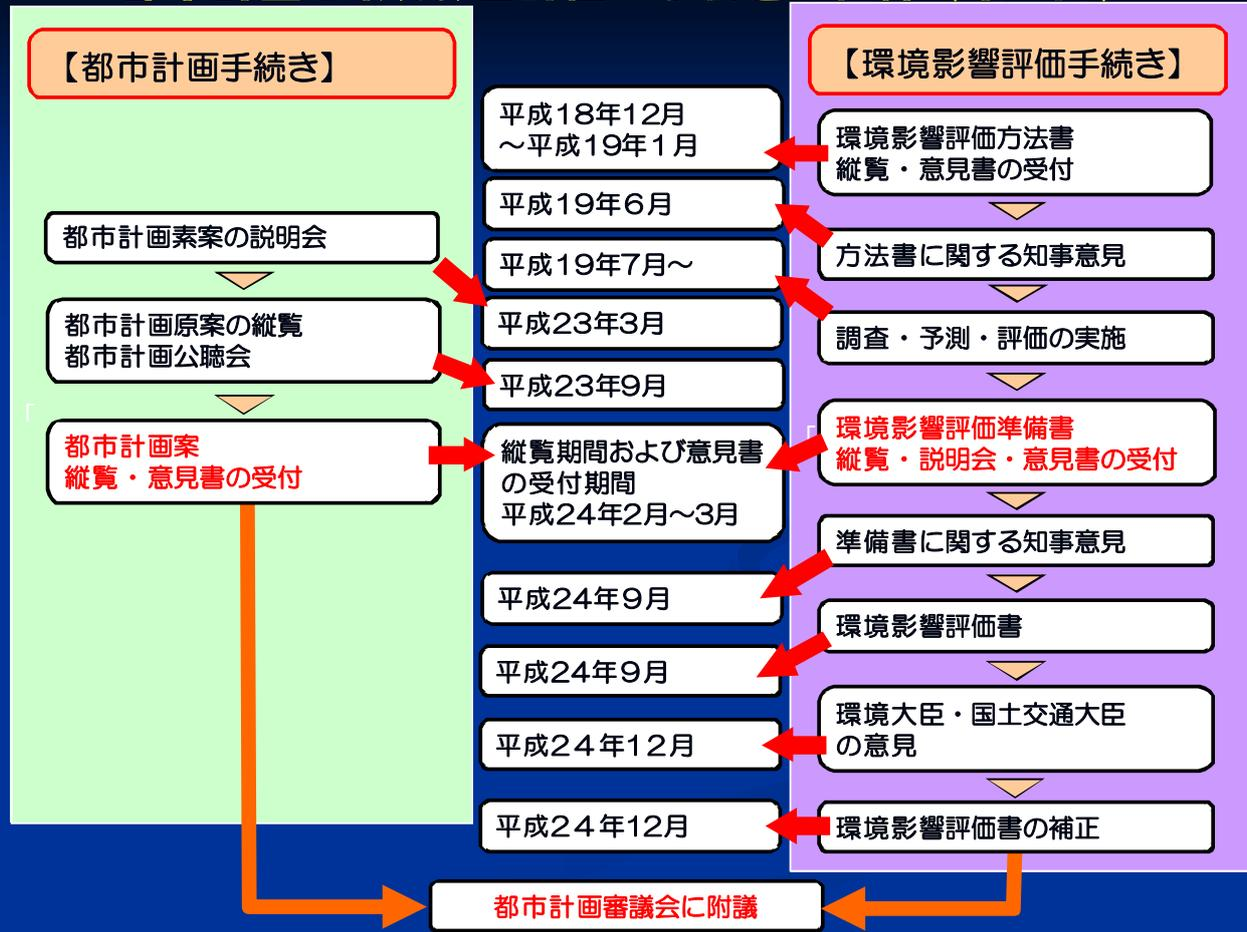 【都市計画手続き】
都市計画素案の説明会
都市計画原案の縦覧
都市計画公聴会
都市計画案
縦覧・意見書の受付
平成18年12月
～平成19年1月
平成19年6月
平成19年7月～
平成23年3月
平成23年9月
縦覧期間および意見書
の受付期間
平成24年2月～3月
平成24年9月
平成24年9月
平成24年12月
平成24年12月
【環境影響評価手続き】
環境影響評価方法書
縦覧・意見書の受付
方法書に関する知事意見
調査・予測・評価の実施
環境影響評価準備書
縦覧・説明会・意見書の受付
準備書に関する知事意見
環境影響評価書
環境大臣・国土交通大臣
の意見
環境影響評価書の補正
都市計画審議会に附議